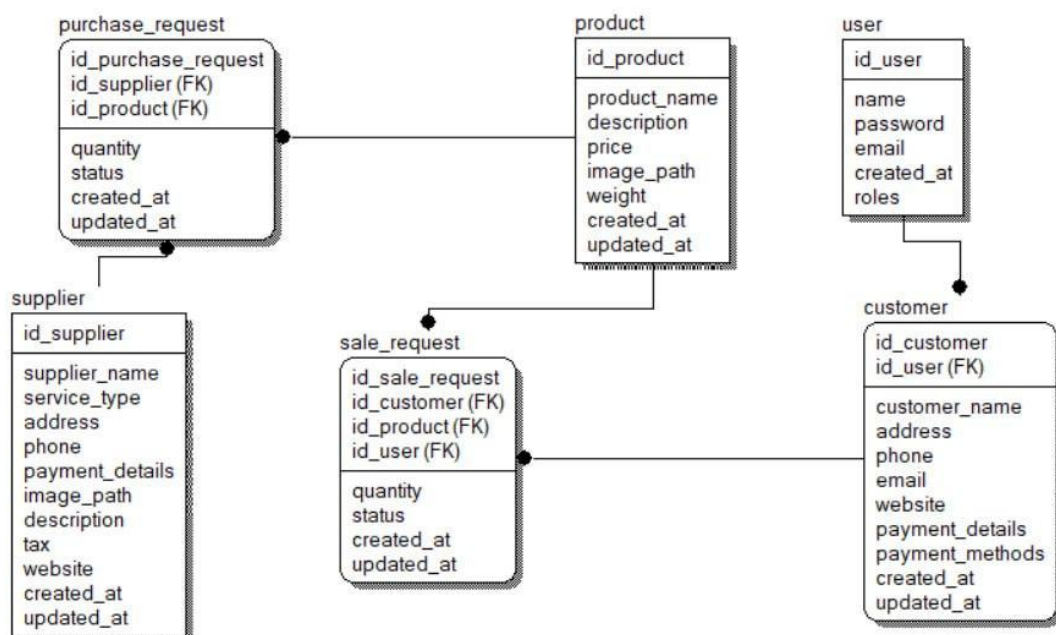 purchase_request
id_purchase_request
id_supplier (FK)
id_product (FK)
quantity
status
created_at
updated_at
product
id_product
product_name
description
price
image_path
weight
created_at
updated_at
user
id_user
name
password
email
created_at
roles
supplier
id_supplier
supplier_name
service_type
address
phone
payment_details
image_path
description
tax
website
created_at
updated_at
sale_request
id_sale_request
id_customer (FK)
id_product (FK)
id_user (FK)
quantity
status
created_at
updated_at
customer
id_customer
id_user (FK)
customer_name
address
phone
email
website
payment_details
payment_methods
created_at
updated_at